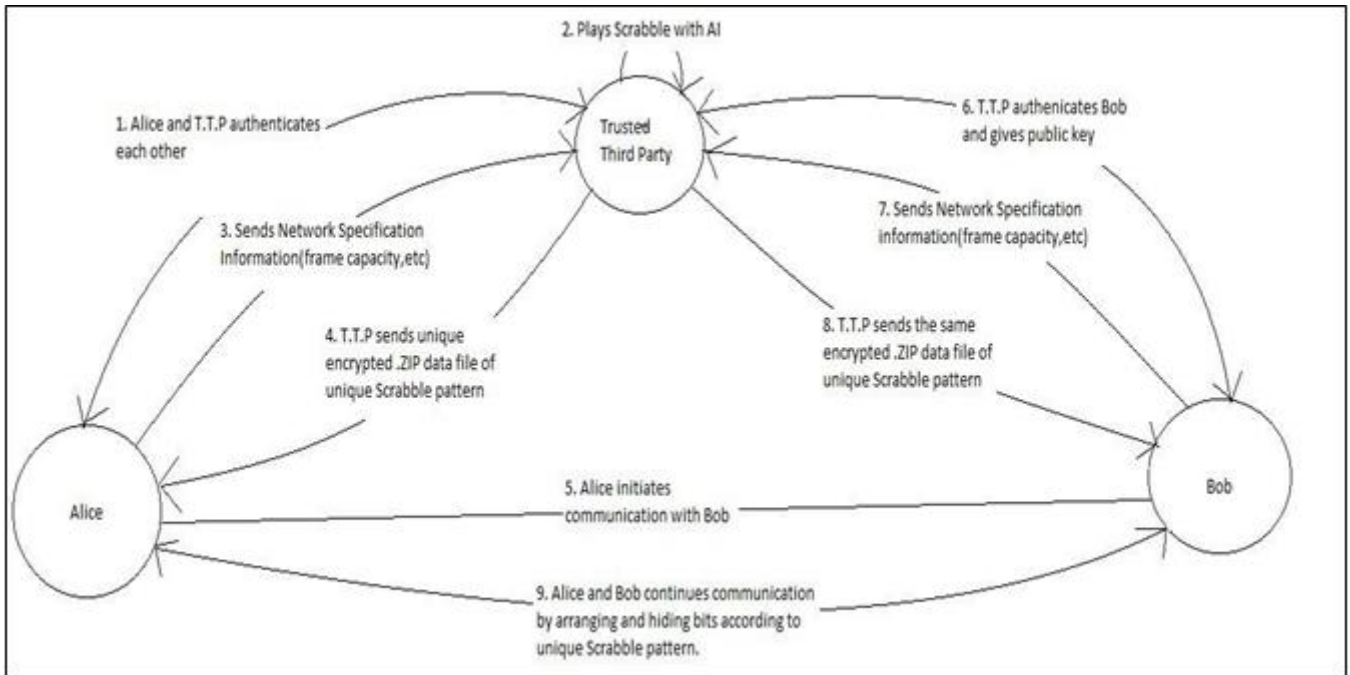 2. Plays Scrabble with AI
1. Alice and T.T.P authenticates
each other
Trusted
Third Party
6. T.T.P authenicates Bob
and gives public key
3. Sends Network Specification
Information(frame capacity,etc)
7. Sends Network Specification
information(frame capacity,etc)
4. T.T.P sends unique
encrypted .ZIP data file of
unique Scrabble pattern
8. T.T.P sends the same
encrypted .ZIP data file of
unique Scrabble pattern
Alice
5. Alice initiates
communication with Bob
Bob
9. Alice and Bob continues communication
by arranging and hiding bits according to
unique Scrabble pattern.